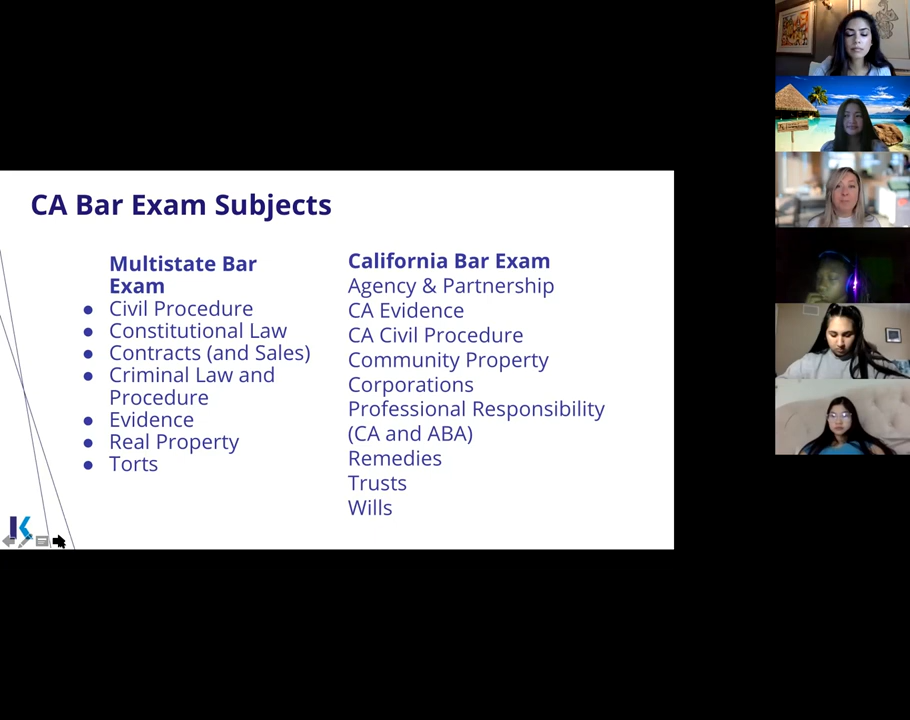 CA Bar Exam Subjects
Multistate Bar
Exam
● Civil Procedure
● Constitutional Law
● Contracts (and Sales)
● Criminal Law and
Procedure
● Evidence
● Real Property
● Torts
California Bar Exam
Agency & Partnership
CA Evidence
CA Civil Procedure
Community Property
Corporations
Professional Responsibility
(CA and ABA)
Remedies
Trusts
Wills
K